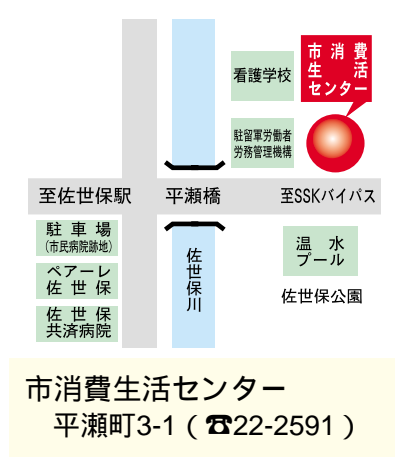 市消費
生活
センター
看護学校
駐留軍労働者
労務管理機構
至佐世保駅
平瀬橋
至SSKバイパス
駐車場
(市民病院跡地)
ペアーレ
佐世保
佐世保
共済病院
佐世保川
温水
プール
佐世保公園
市消費生活センター
平瀬町3-1（☎22-2591）